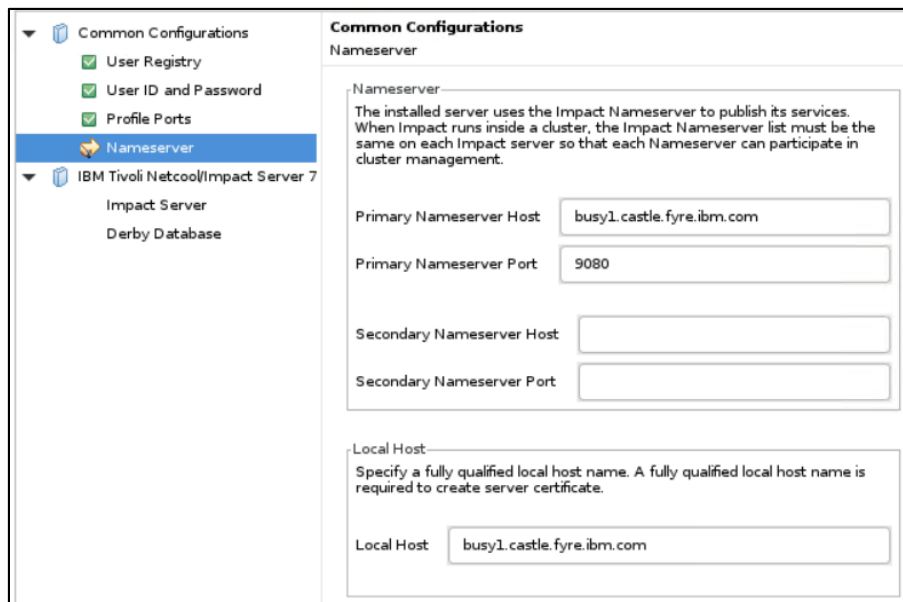 Common Configurations
User Registry
User ID and Password
Profile Ports
Nameserver
IBM Tivoli Netcool/Impact Server 7
Impact Server
Derby Database
Common Configurations
Nameserver
Nameserver
The installed server uses the Impact Nameserver to publish its services.
When Impact runs inside a cluster, the Impact Nameserver list must be the
same on each Impact server so that each Nameserver can participate in
cluster management.
Primary Nameserver Host busy1.castle.fyre.ibm.com
Primary Nameserver Port 9080
Secondary Nameserver Host
Secondary Nameserver Port
Local Host
Specify a fully qualified local host name. A fully qualified local host name is
required to create server certificate.
Local Host busy1.castle.fyre.ibm.com